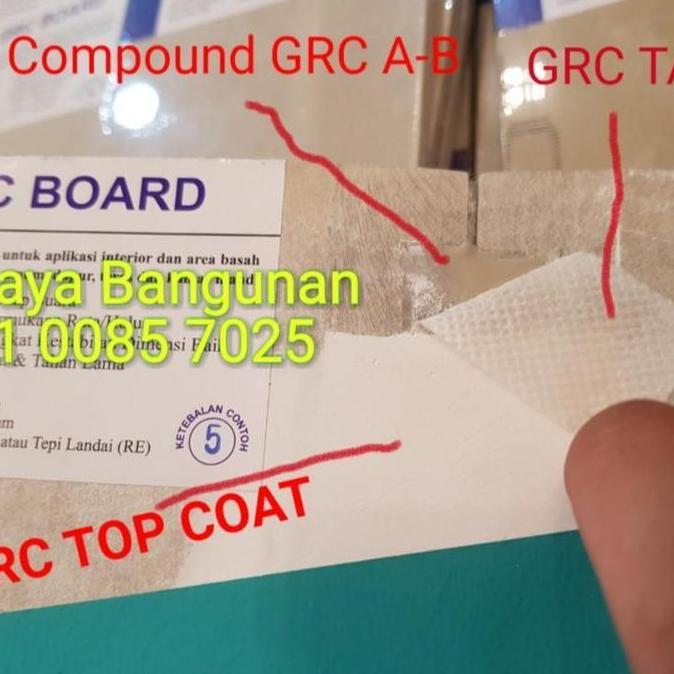 Compound GRC A-B
GRC TA
C BOARD
untuk aplikasi interior dan area basah
aya Bangunan
1 0085 7025
& Tahan Lama
m
atau Tepi Landai (RE)
KETEBALAN CONTOH
5
RC TOP COAT